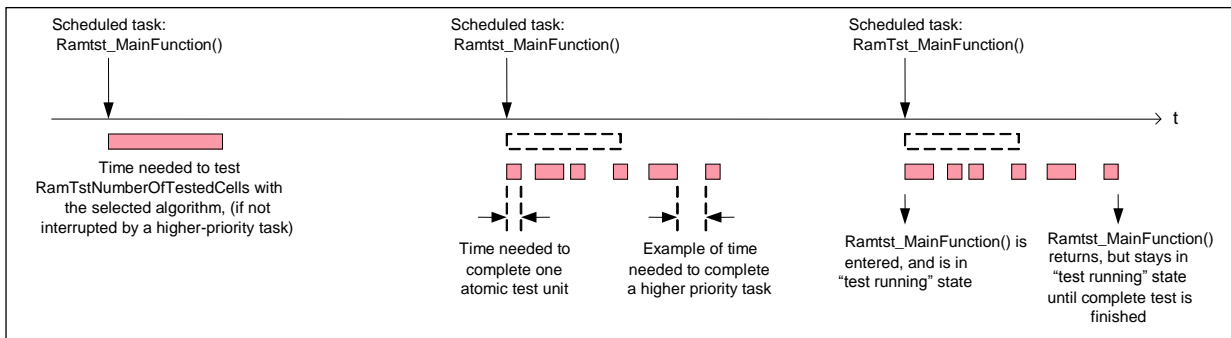 Scheduled task:
Ramtst_MainFunction()
Scheduled task:
Ramtst_MainFunction()
Scheduled task:
RamTst_MainFunction()
t
Time needed to test
RamTstNumberOfTestedCells with
the selected algorithm, (if not
interrupted by a higher-priority task)
Time needed to
complete one
atomic test unit
Example of time
needed to complete
a higher priority task
Ramtst_MainFunction() is
entered, and is in
“test running” state
Ramtst_MainFunction()
returns, but stays in
“test running” state
until complete test is
finished